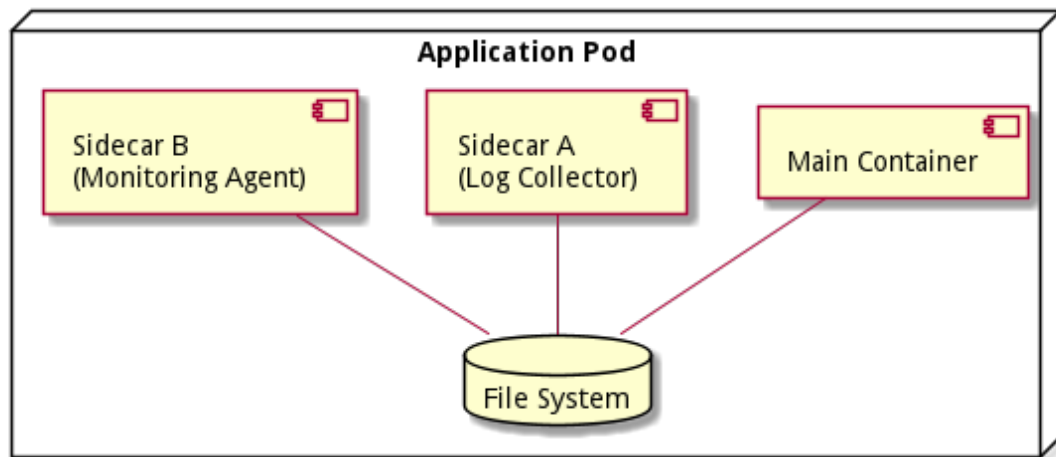 Application Pod
Sidecar B
(Monitoring Agent)
Sidecar A
(Log Collector)
Main Container
File System